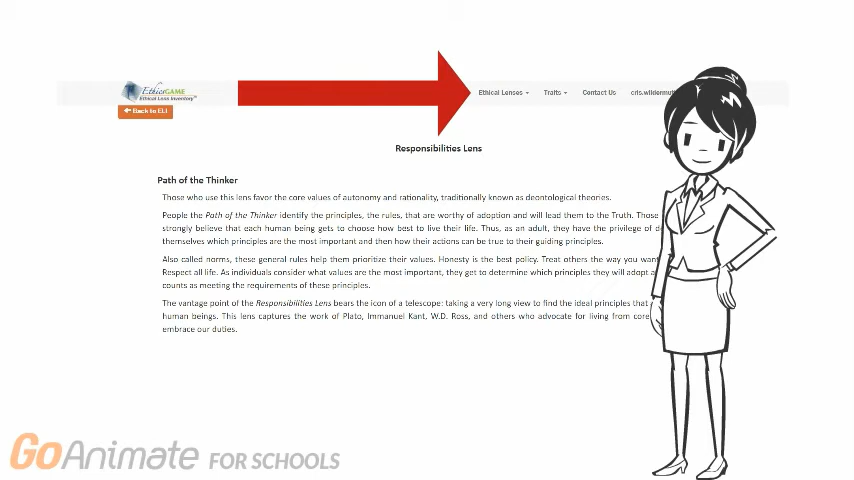 EthicsGAME
Ethical Lens Inventory™
Ethical Lenses
Traits
Contact Us
cris.wildermut
Back to ELI
Responsibilities Lens
Path of the Thinker
Those who use this lens favor the core values of autonomy and rationality, traditionally known as deontological theories.
People the Path of the Thinker identify the principles, the rules, that are worthy of adoption and will lead them to the Truth. Those
strongly believe that each human being gets to choose how best to live their life. Thus, as an adult, they have the privilege of d
themselves which principles are the most important and then how their actions can be true to their guiding principles.
Also called norms, these general rules help them prioritize their values. Honesty is the best policy. Treat others the way you want
Respect all life. As individuals consider what values are the most important, they get to determine which principles they will adopt a
counts as meeting the requirements of these principles.
The vantage point of the Responsibilities Lens bears the icon of a telescope: taking a very long view to find the ideal principles that
human beings. This lens captures the work of Plato, Immanuel Kant, W.D. Ross, and others who advocate for living from core
embrace our duties.
GoAnimate FOR SCHOOLS